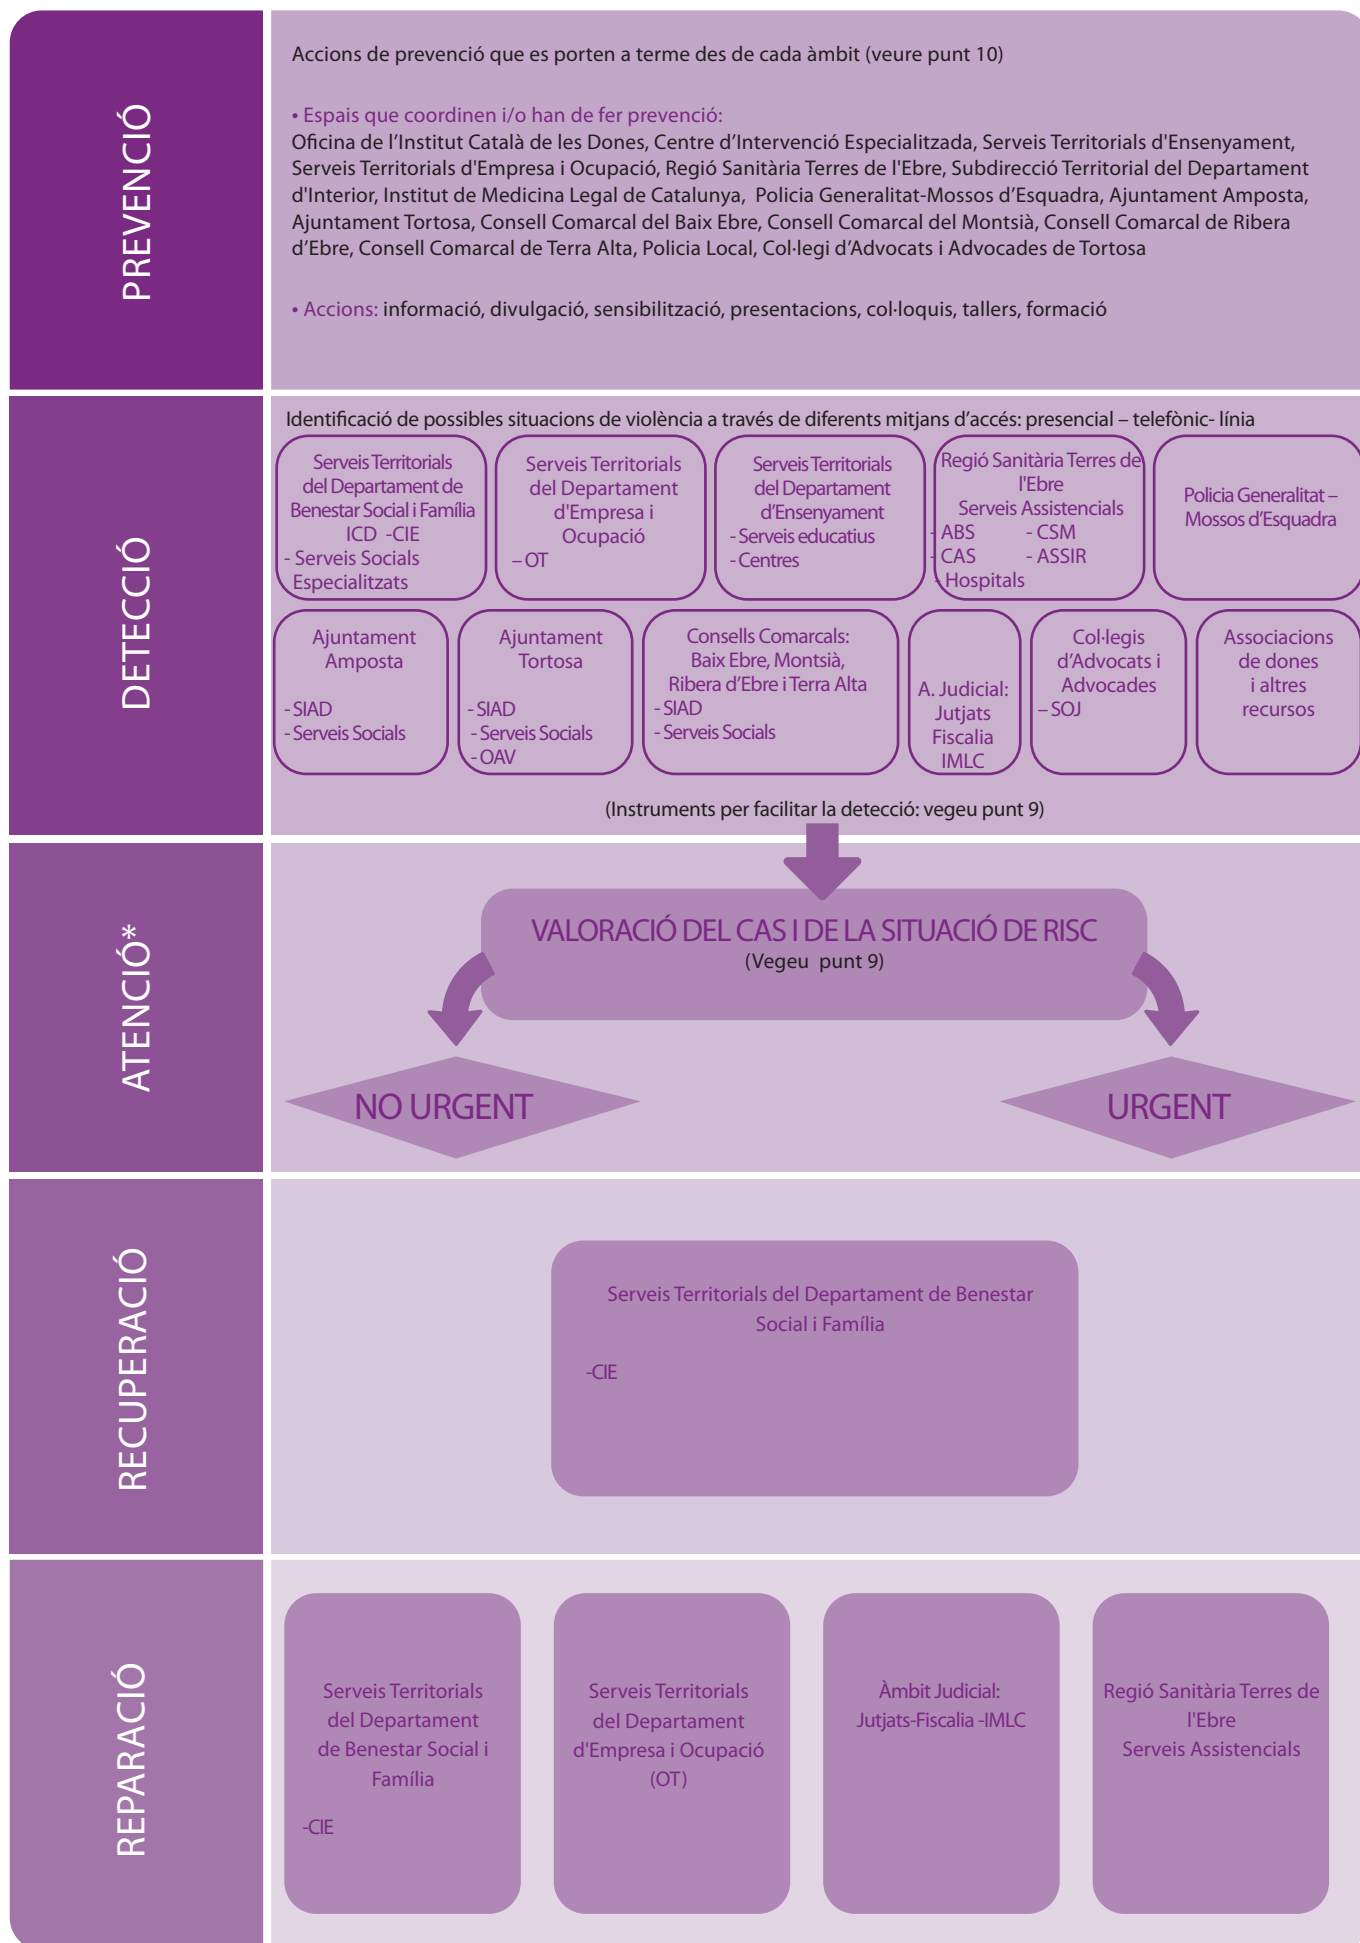 PREVENCIÓ
Accions de prevenció que es porten a terme des de cada àmbit (veure punt 10)
• Espais que coordinen i/o han de fer prevenció:
Oficina de l’Institut Català de les Dones, Centre d’Intervenció Especialitzada, Serveis Territorials d'Ensenyament,
Serveis Territorials d'Empresa i Ocupació, Regió Sanitària Terres de l'Ebre, Subdirecció Territorial del Departament
d'Interior, Institut de Medicina Legal de Catalunya, Policia Generalitat-Mossos d’Esquadra, Ajuntament Amposta,
Ajuntament Tortosa, Consell Comarcal del Baix Ebre, Consell Comarcal del Montsià, Consell Comarcal de Ribera
d’Ebre, Consell Comarcal de Terra Alta, Policia Local, Col·legi d’Advocats i Advocades de Tortosa
• Accions: informació, divulgació, sensibilització, presentacions, col·loquis, tallers, formació
DETECCIÓ
Identificació de possibles situacions de violència a través de diferents mitjans d’accés: presencial – telefònic- línia
Serveis Territorials
del Departament de
Benestar Social i Família
ICD -CIE
- Serveis Socials
Especialitzats
Serveis Territorials
del Departament
d'Empresa i
Ocupació
– OT
Serveis Territorials
del Departament
d’Ensenyament
- Serveis educatius
- Centres
Regió Sanitària Terres de
l'Ebre
Serveis Assistencials
- ABS - CSM
- CAS - ASSIR
- Hospitals
Policia Generalitat –
Mossos d’Esquadra
Ajuntament
Amposta
- SIAD
- Serveis Socials
Ajuntament
Tortosa
- SIAD
- Serveis Socials
- OAV
Consells Comarcals:
Baix Ebre, Montsià,
Ribera d’Ebre i Terra Alta
- SIAD
- Serveis Socials
A. Judicial:
Jutjats
Fiscalia
IMLC
Col·legis
d’Advocats i
Advocades
– SOJ
Associacions
de dones
i altres
recursos
(Instruments per facilitar la detecció: vegeu punt 9)
ATENCIÓ*
VALORACIÓ DEL CAS I DE LA SITUACIÓ DE RISC
(Vegeu punt 9)
NO URGENT
URGENT
RECUPERACIÓ
Serveis Territorials del Departament de Benestar
Social i Família
-CIE
REPARACIÓ
Serveis Territorials
del Departament
de Benestar Social i
Família
-CIE
Serveis Territorials
del Departament
d'Empresa i Ocupació
(OT)
Àmbit Judicial:
Jutjats-Fiscalia -IMLC
Regió Sanitària Terres de
l'Ebre
Serveis Assistencials